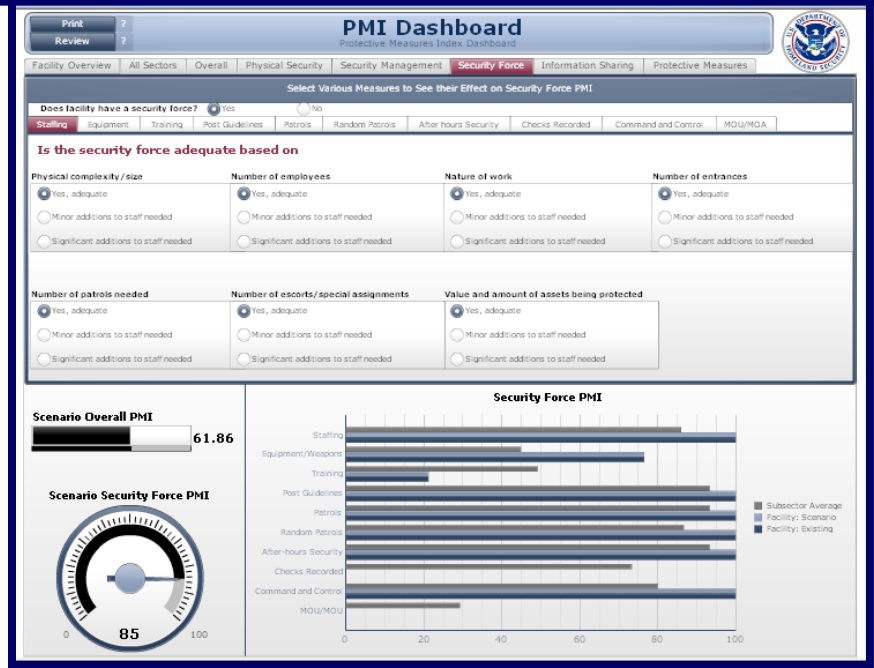 Print ?
Review ?
PMI Dashboard
Protective Measures Index Dashboard
U.S. DEPARTMENT OF HOMELAND SECURITY
Facility Overview All Sectors Overall Physical Security Security Management Security Force Information Sharing Protective Measures
Select Various Measures to See their Effect on Security Force PMI
Does facility have a security force? Yes No
Staffing Equipment Training Post Guidelines Patrols Random Patrols After hours Security Checks Recorded Command and Control MOU/MOA
Is the security force adequate based on
Physical complexity/size Number of employees Nature of work Number of entrances
Yes, adequate Yes, adequate Yes, adequate Yes, adequate
Minor additions to staff needed Minor additions to staff needed Minor additions to staff needed Minor additions to staff needed
Significant additions to staff needed Significant additions to staff needed Significant additions to staff needed Significant additions to staff needed
Number of patrols needed Number of escorts/special assignments Value and amount of assets being protected
Yes, adequate Yes, adequate Yes, adequate
Minor additions to staff needed Minor additions to staff needed Minor additions to staff needed
Significant additions to staff needed Significant additions to staff needed Significant additions to staff needed
Scenario Overall PMI
61.86
Scenario Security Force PMI
0 85 100
Security Force PMI
Staffing
Equipment/Weapons
Training
Post Guidelines
Patrols
Random Patrols
After-hours Security
Checks Recorded
Command and Control
MOU/MOU
0 20 40 60 80 100
Subsector Average
Facility: Scenario
Facility: Existing